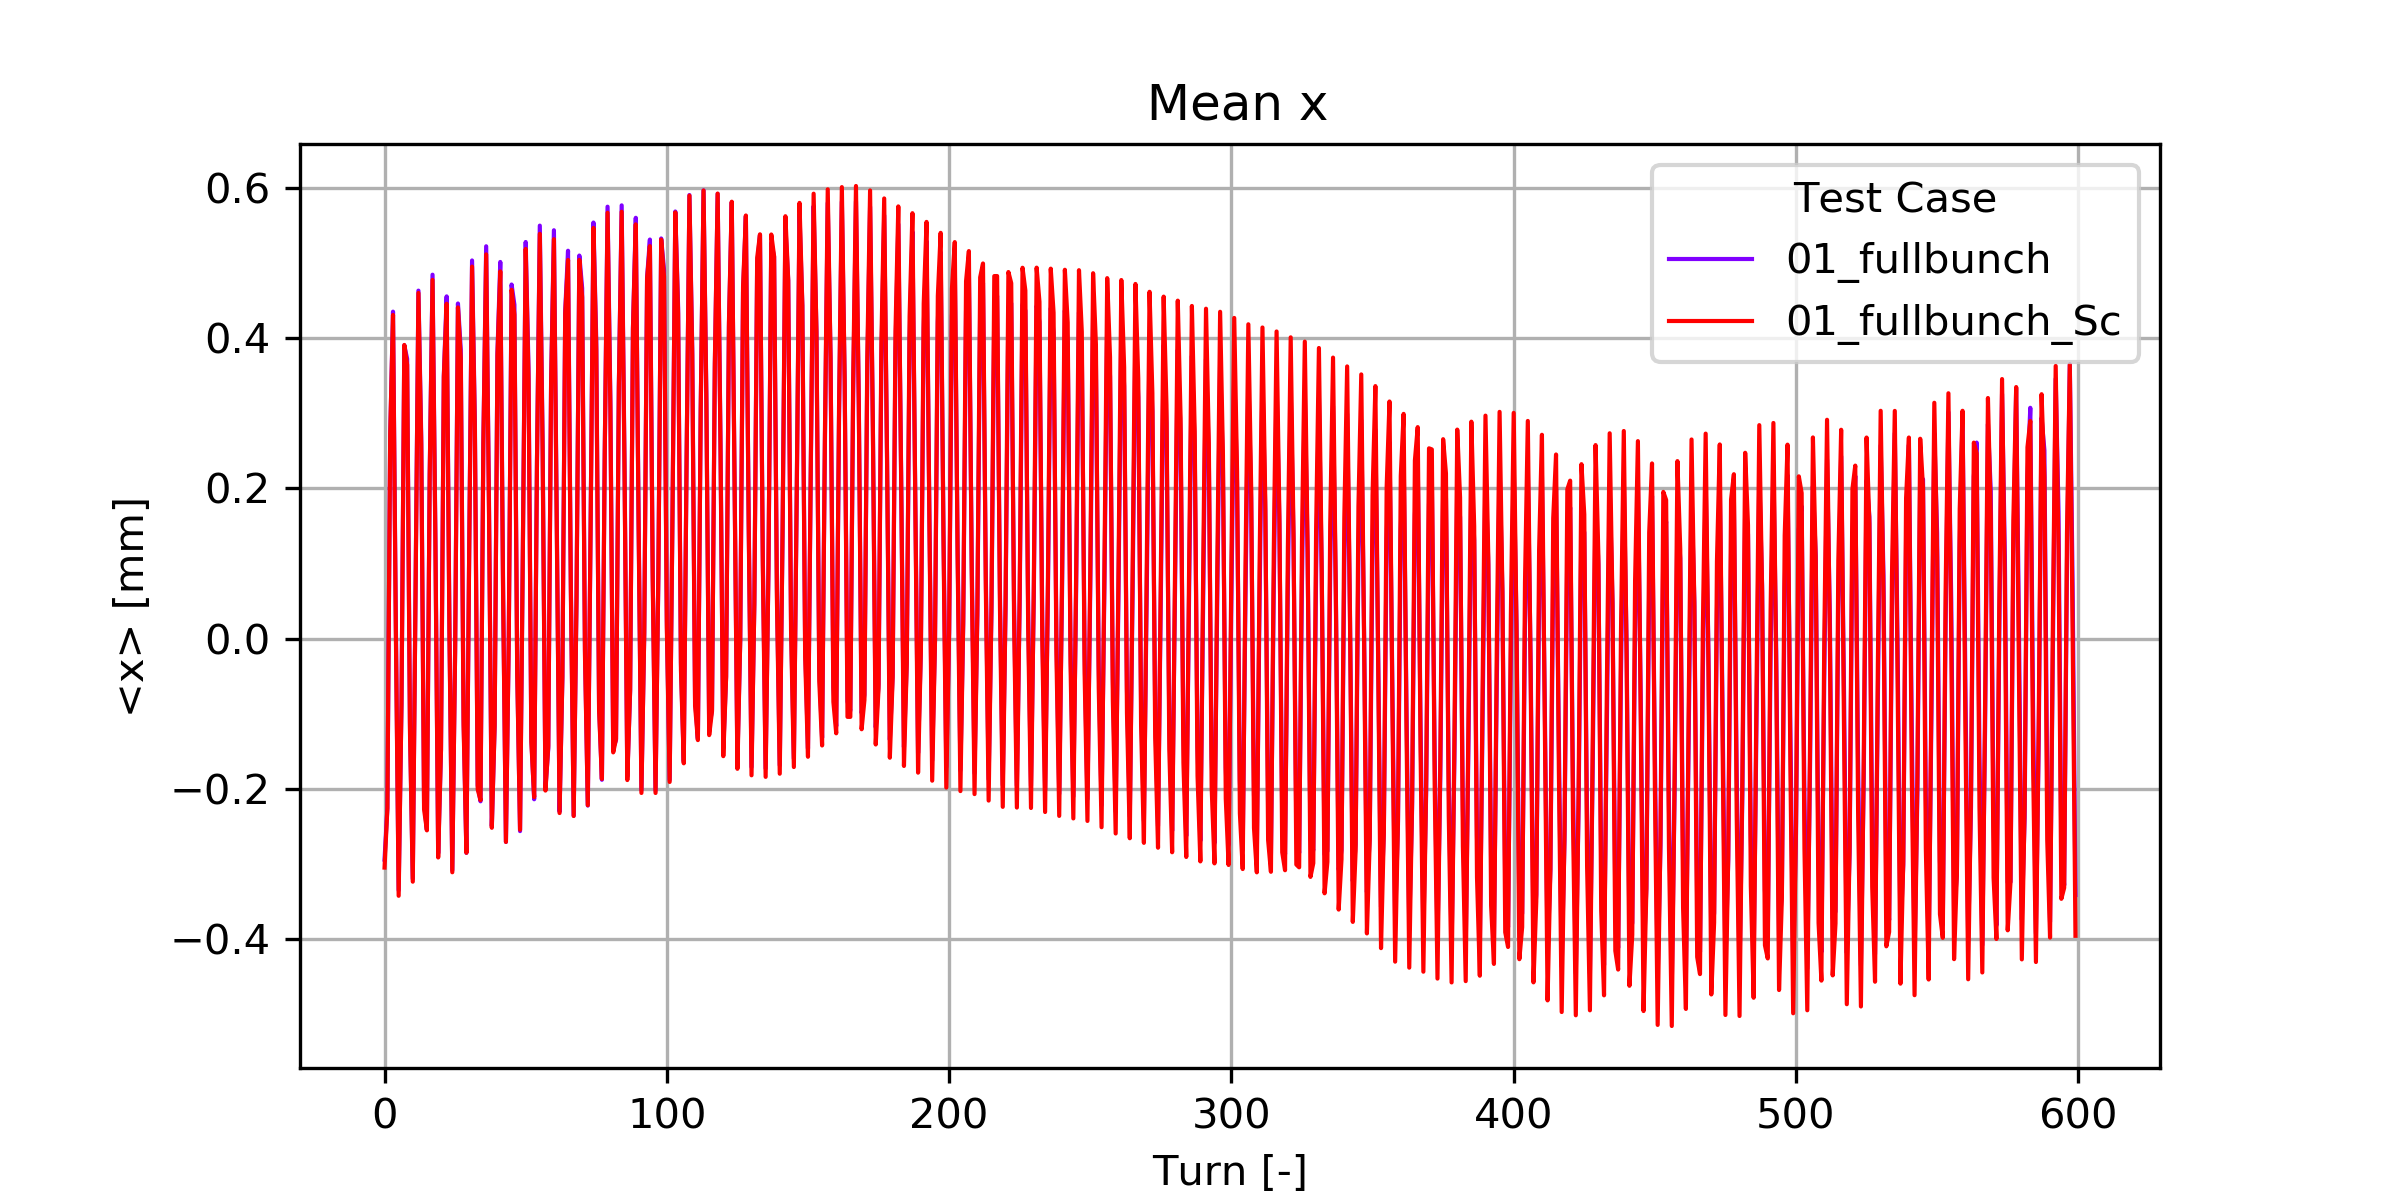 Mean x
Test Case
01_fullbunch
01_fullbunch_Sc
0.6
0.4
0.2
0.0
−0.2
−0.4
<x> [mm]
0 100 200 300 400 500 600
Turn [-]